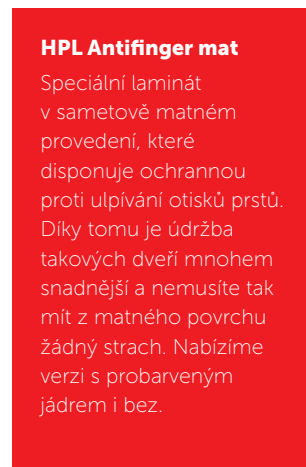 HPL Antifinger mat
Speciální laminát
v sametově matném
provedení, které
disponuje ochrannou
proti ulpívání otisků prstů.
Díky tomu je údržba
takových dveří mnohem
snadnější a nemusíte tak
mít z matného povrchu
žádný strach. Nabízíme
verzi s probarveným
jádrem i bez.